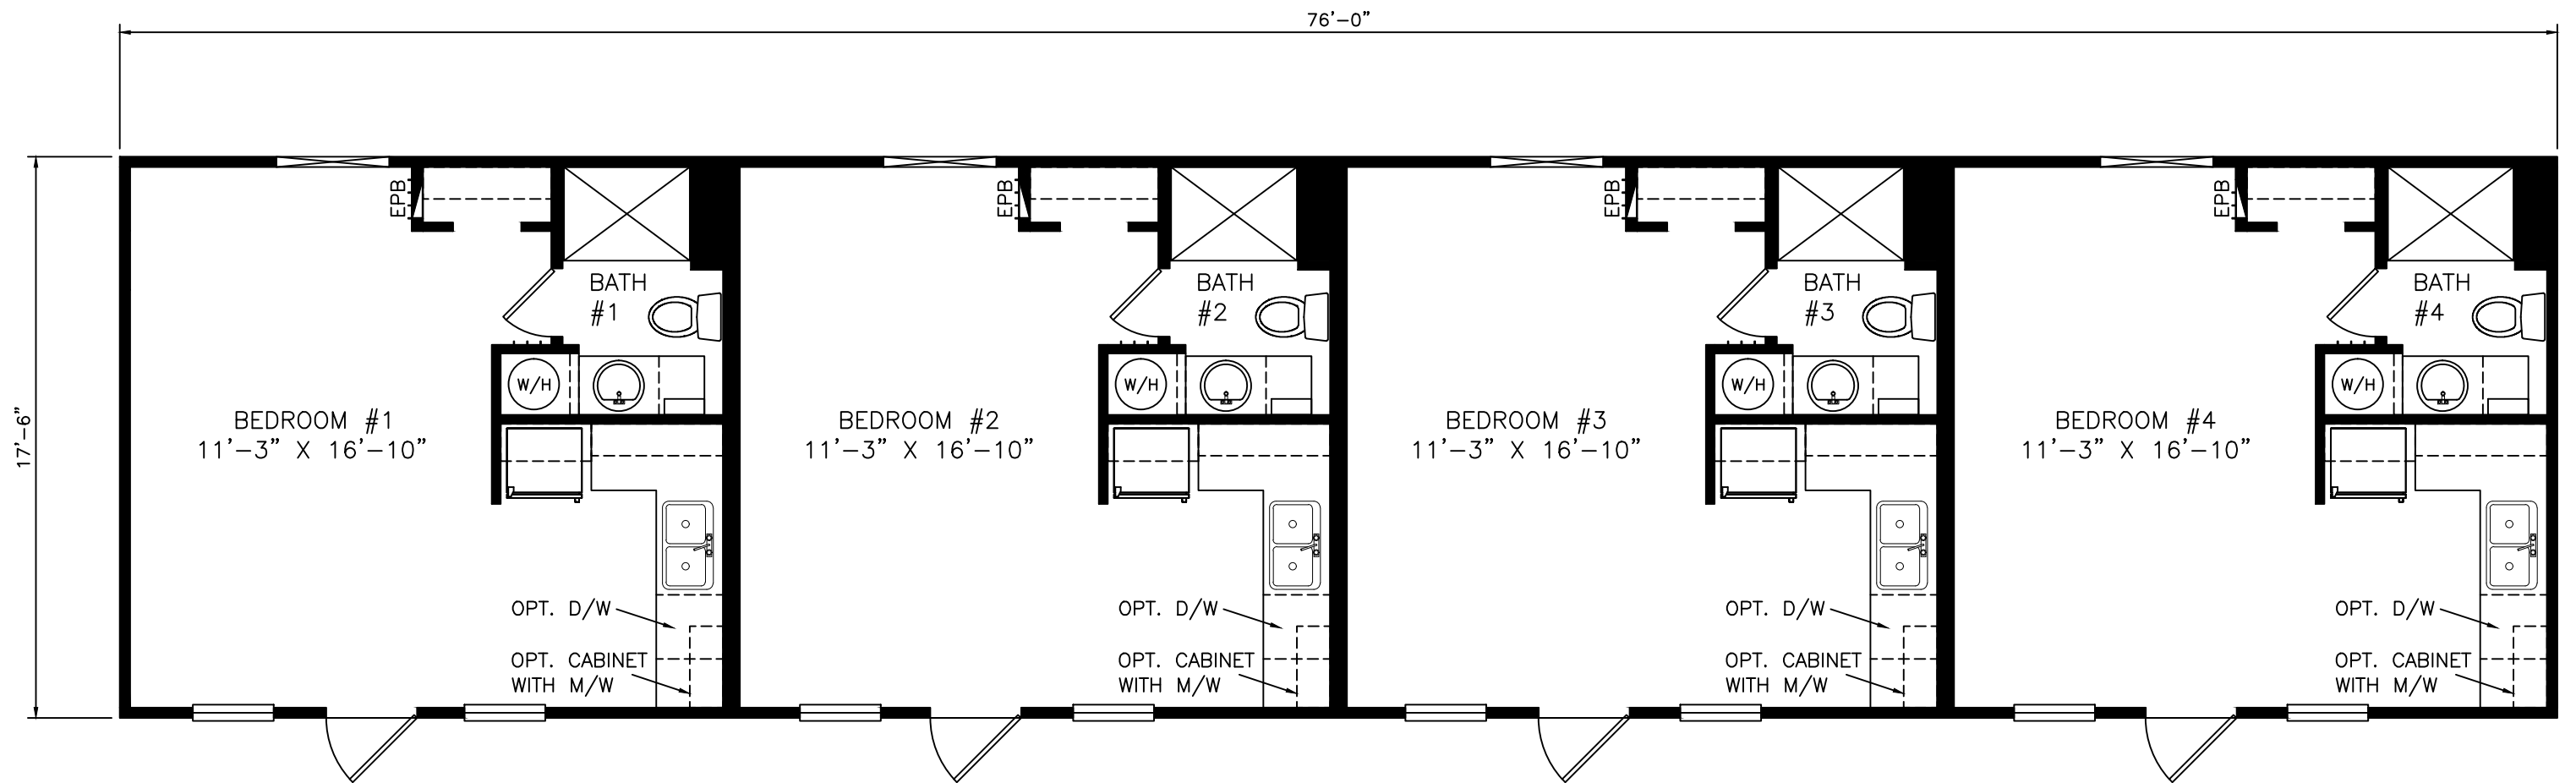 76'-0"
17'-6"
EPB
BATH
#1
W/H
BEDROOM #1
11'-3" X 16'-10"
OPT. D/W
OPT. CABINET
WITH M/W
EPB
BATH
#2
W/H
BEDROOM #2
11'-3" X 16'-10"
OPT. D/W
OPT. CABINET
WITH M/W
EPB
BATH
#3
W/H
BEDROOM #3
11'-3" X 16'-10"
OPT. D/W
OPT. CABINET
WITH M/W
EPB
BATH
#4
W/H
BEDROOM #4
11'-3" X 16'-10"
OPT. D/W
OPT. CABINET
WITH M/W